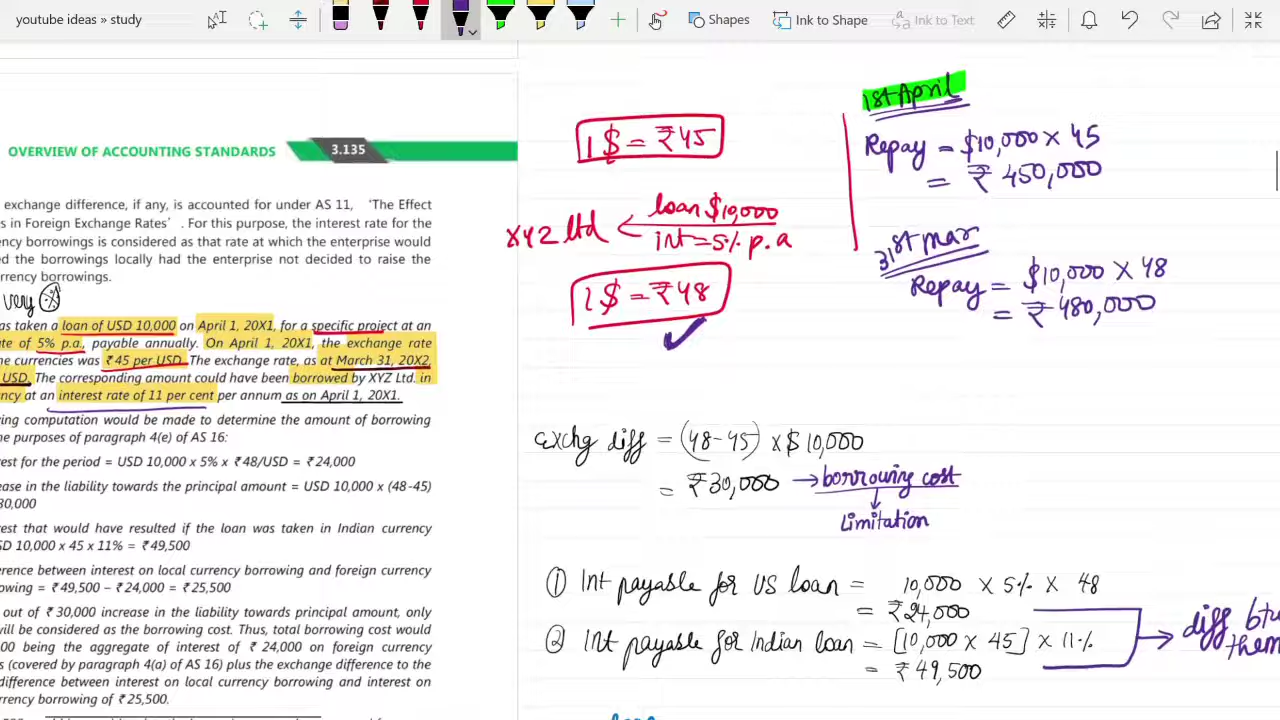 youtube ideas » study
Shapes
Ink to Shape
Ink to Text
OVERVIEW OF ACCOUNTING STANDARDS 3.135
exchange difference, if any, is accounted for under AS 11, 'The Effect
s in Foreign Exchange Rates'. For this purpose, the interest rate for the
ncy borrowings is considered as that rate at which the enterprise would
ed the borrowings locally had the enterprise not decided to raise the
urrency borrowings.
very
as taken a loan of USD 10,000 on April 1, 20X1, for a specific project at an
ate of 5% p.a., payable annually. On April 1, 20X1, the exchange rate
he currencies was ₹45 per USD. The exchange rate, as at March 31, 20X2,
USD. The corresponding amount could have been borrowed by XYZ Ltd. in
ncy at an interest rate of 11 per cent per annum as on April 1, 20X1.
ving computation would be made to determine the amount of borrowing
he purposes of paragraph 4(e) of AS 16:
rest for the period = USD 10,000 x 5% x ₹48/USD = ₹24,000
ease in the liability towards the principal amount = USD 10,000 x (48-45)
30,000
rest that would have resulted if the loan was taken in Indian currency
SD 10,000 x 45 x 11% = ₹49,500
erence between interest on local currency borrowing and foreign currency
owing = ₹49,500 – ₹24,000 = ₹25,500
out of ₹30,000 increase in the liability towards principal amount, only
will be considered as the borrowing cost. Thus, total borrowing cost would
00 being the aggregate of interest of ₹24,000 on foreign currency
s (covered by paragraph 4(a) of AS 16) plus the exchange difference to the
difference between interest on local currency borrowing and interest on
rrency borrowing of ₹25,500.
1$ = ₹45
XYZ Ltd
loan $10,000
int = 5% p.a
1$ = ₹48
1st April
Repay = $10,000 x 45
= ₹ 450,000
31st mar
Repay = $10,000 x 48
= ₹ 480,000
Exchg diff = (48-45) x $10,000
= ₹30,000 → borrowing cost
Limitation
① Int payable for US loan = 10,000 x 5% x 48
= ₹24,000
② Int payable for Indian loan = [10,000 x 45] x 11%
= ₹49,500
diff btw
them